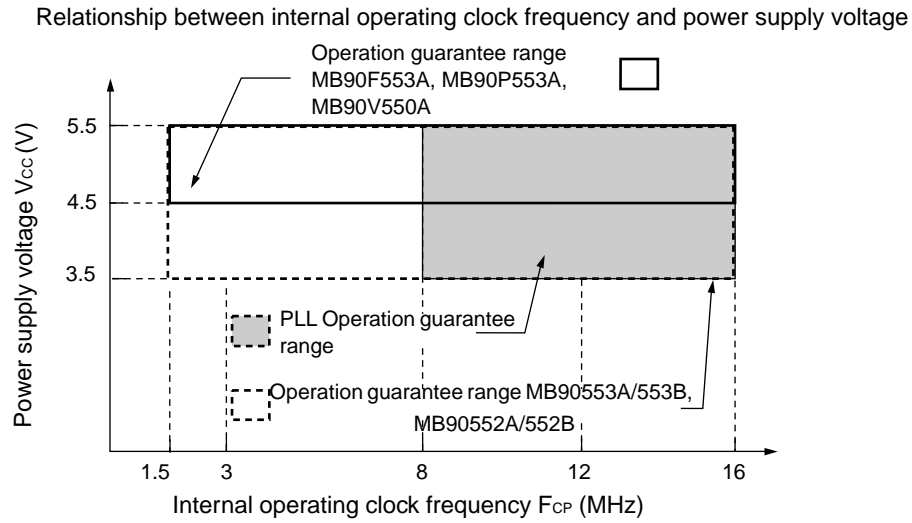 Relationship between internal operating clock frequency and power supply voltage
Operation guarantee range
MB90F553A, MB90P553A,
MB90V550A
Power supply voltage VCC (V)
5.5
4.5
3.5
PLL Operation guarantee
range
Operation guarantee range MB90553A/553B,
MB90552A/552B
1.5 3 8 12 16
Internal operating clock frequency FCP (MHz)